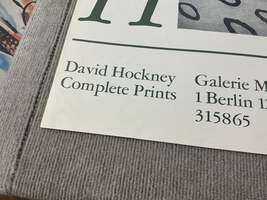 David Hockney
Complete Prints
Galerie M
1 Berlin 1
315865